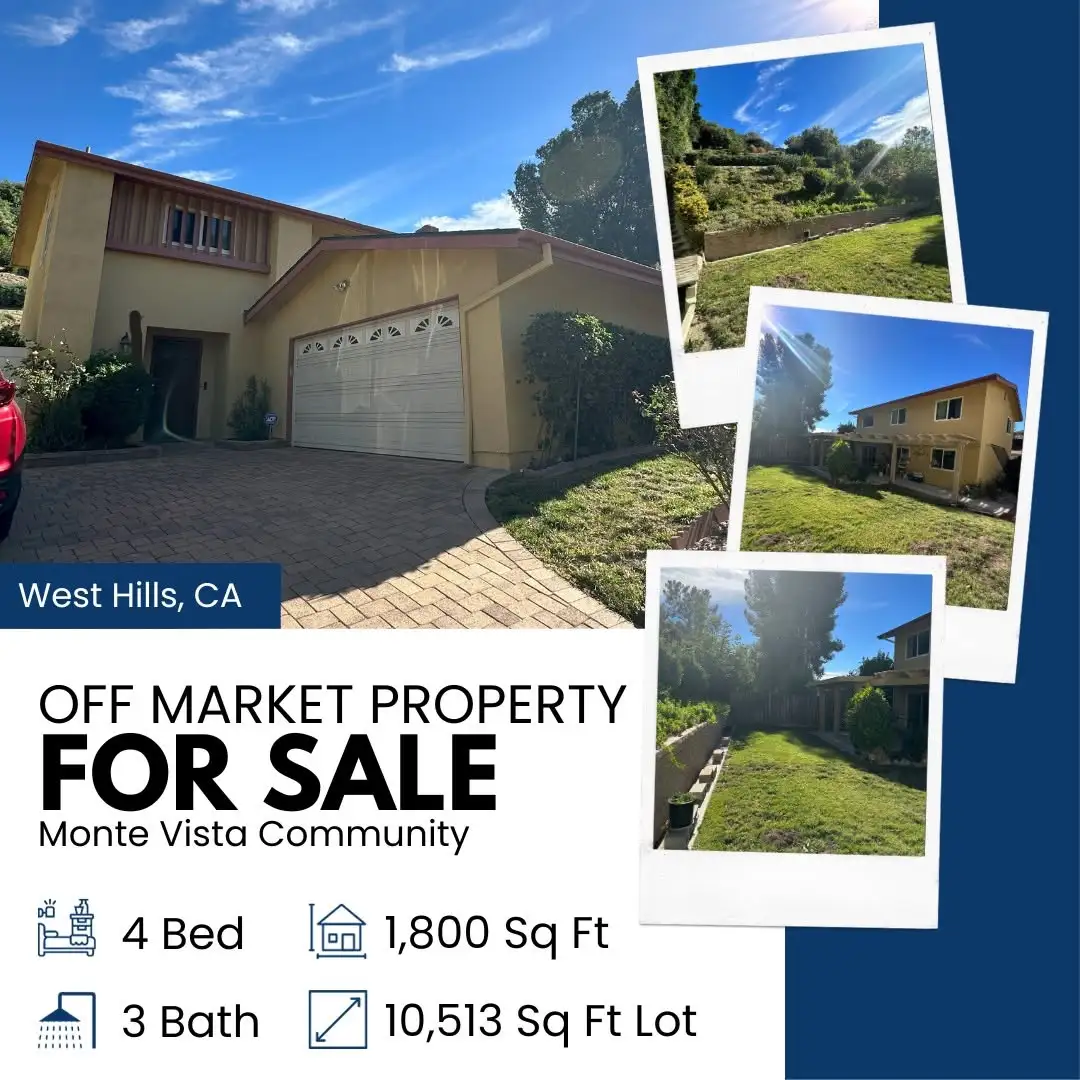 West Hills, CA
OFF MARKET PROPERTY
FOR SALE
Monte Vista Community
4 Bed
1,800 Sq Ft
3 Bath
10,513 Sq Ft Lot